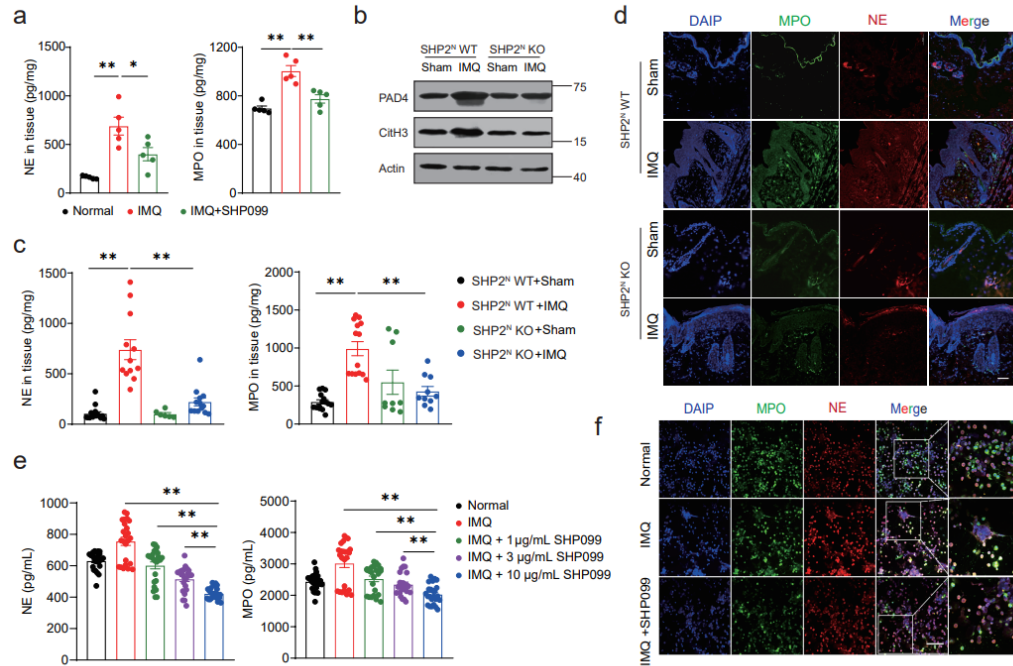 a
NE in tissue (pg/mg)
1500
1000
500
0
** *
MPO in tissue (pg/mg)
1200
800
400
0
** **
Normal IMQ IMQ+SHP099
b
SHP2ᴺ WT SHP2ᴺ KO
Sham IMQ Sham IMQ
PAD4 75
CitH3 15
Actin 40
c
NE in tissue (pg/mg)
1500
1000
500
0
** **
MPO in tissue (pg/mg)
2000
1500
1000
500
0
** **
SHP2ᴺ WT+Sham
SHP2ᴺ WT+IMQ
SHP2ᴺ KO+Sham
SHP2ᴺ KO+IMQ
d
DAIP MPO NE Merge
SHP2ᴺ WT
Sham
IMQ
SHP2ᴺ KO
Sham
IMQ
e
NE (pg/mL)
1000
800
600
400
200
0
**
**
**
MPO (pg/mL)
5000
4000
3000
2000
1000
0
**
**
**
Normal
IMQ
IMQ + 1 µg/mL SHP099
IMQ + 3 µg/mL SHP099
IMQ + 10 µg/mL SHP099
f
DAIP MPO NE Merge
Normal
IMQ
IMQ +SHP099